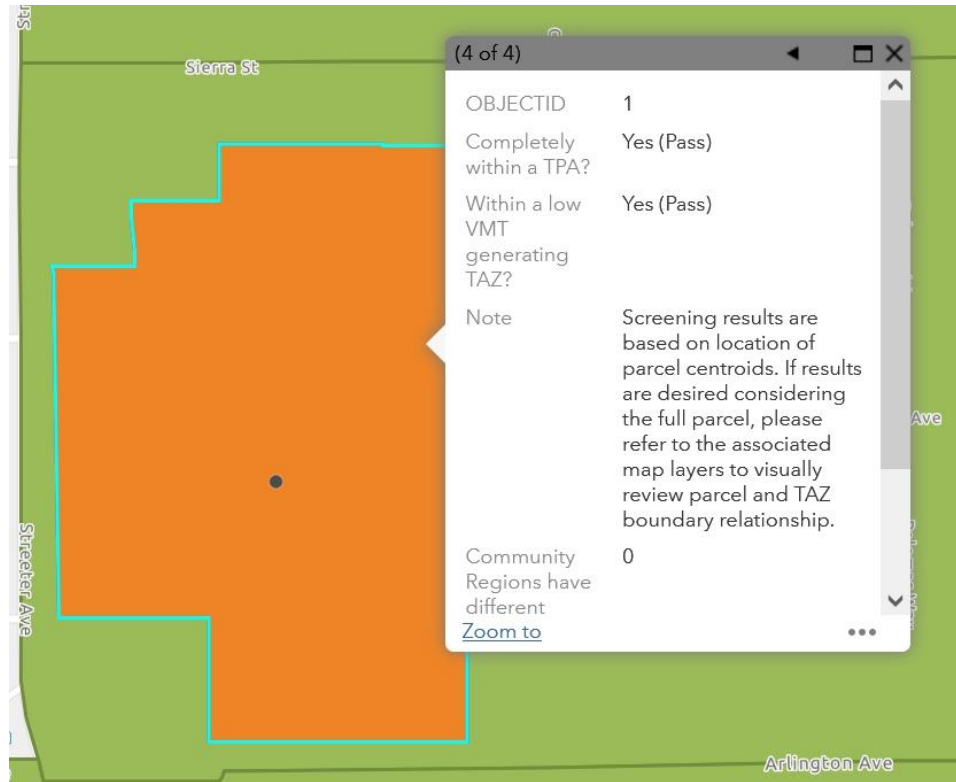 Sierra St
(4 of 4)
OBJECTID 1
Completely Yes (Pass)
within a TPA?
Within a low Yes (Pass)
VMT
generating
TAZ?
Note Screening results are
based on location of
parcel centroids. If results
are desired considering
the full parcel, please
refer to the associated
map layers to visually
review parcel and TAZ
boundary relationship.
Community 0
Regions have
different
Zoom to
Ave
Streeter Ave
Arlington Ave